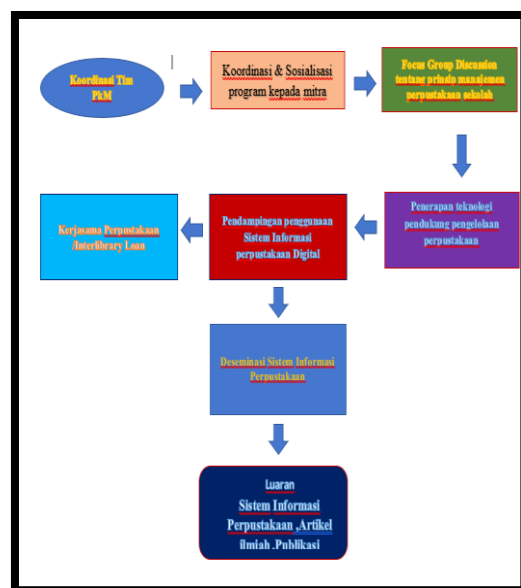 Koordinasi Tim
PkM
Koordinasi & Sosialisasi
program kepada mitra
Focus Group Discussion
tentang prinsip manajemen
perpustakaan sekolah
Penerapan teknologi
pendukung pengelolaan
perpustakaan
Pendampingan penggunaan
Sistem Informasi
perpustakaan Digital
Kerjasama Perpustakaan
/Interlibrary Loan
Deseminasi Sistem Informasi
Perpustakaan
Luaran
Sistem Informasi
Perpustakaan ,Artikel
ilmiah ,Publikasi